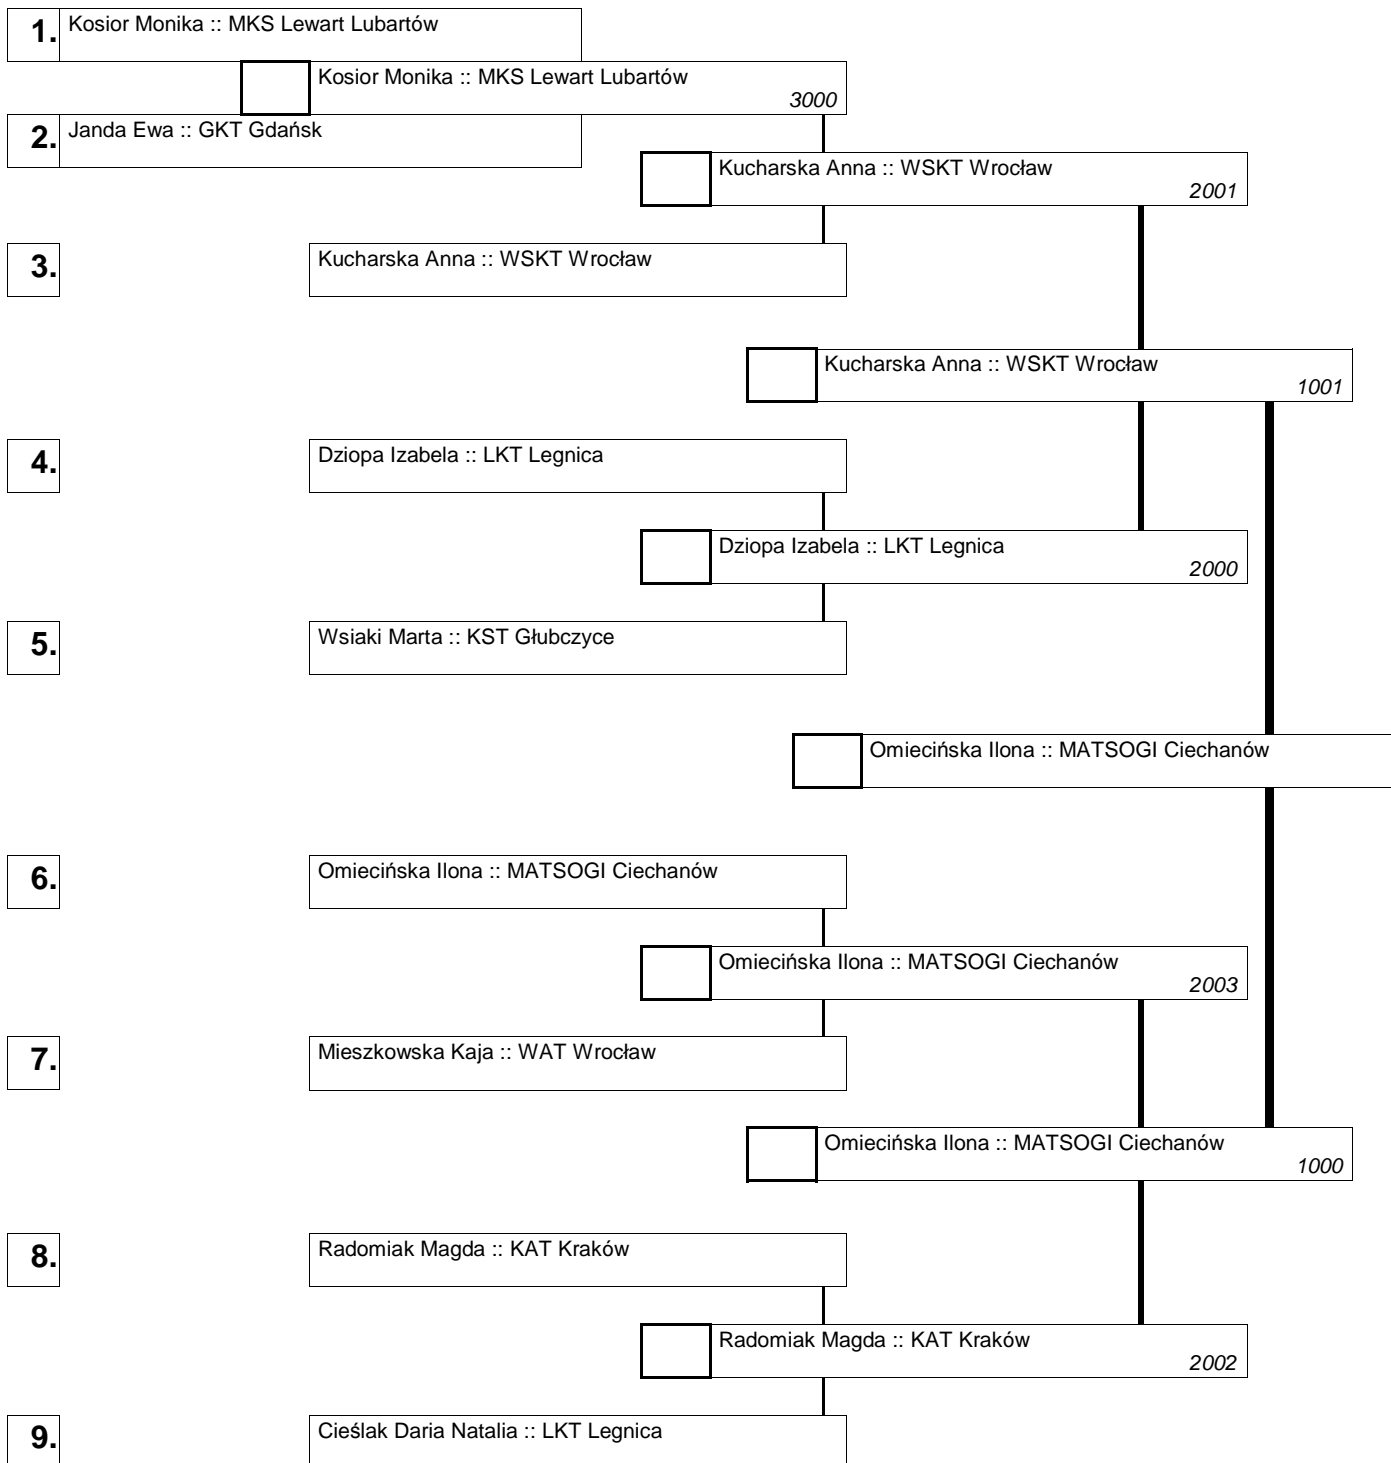 1. Kosior Monika :: MKS Lewart Lubartów
Kosior Monika :: MKS Lewart Lubartów
3000
2. Janda Ewa :: GKT Gdańsk
Kucharska Anna :: WSKT Wrocław
2001
3. Kucharska Anna :: WSKT Wrocław
Kucharska Anna :: WSKT Wrocław
1001
4. Dziopa Izabela :: LKT Legnica
Dziopa Izabela :: LKT Legnica
2000
5. Wsiaki Marta :: KST Głubczyce
Omiecińska Ilona :: MATSOGI Ciechanów
6. Omiecińska Ilona :: MATSOGI Ciechanów
Omiecińska Ilona :: MATSOGI Ciechanów
2003
7. Mieszkowska Kaja :: WAT Wrocław
Omiecińska Ilona :: MATSOGI Ciechanów
1000
8. Radomiak Magda :: KAT Kraków
Radomiak Magda :: KAT Kraków
2002
9. Cieślak Daria Natalia :: LKT Legnica